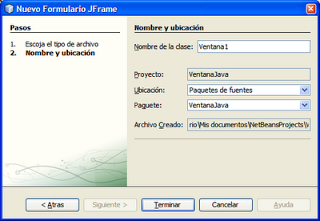 Nuevo Formulario JFrame
Pasos
1. Escoja el tipo de archivo
2. Nombre y ubicación
Nombre y ubicación
Nombre de la clase: Ventana1
Proyecto: VentanaJava
Ubicación: Paquetes de fuentes
Paquete: VentanaJava
Archivo Creado: rio\Mis documentos\NetBeansProjects\
< Atras
Siguiente >
Terminar
Cancelar
Ayuda